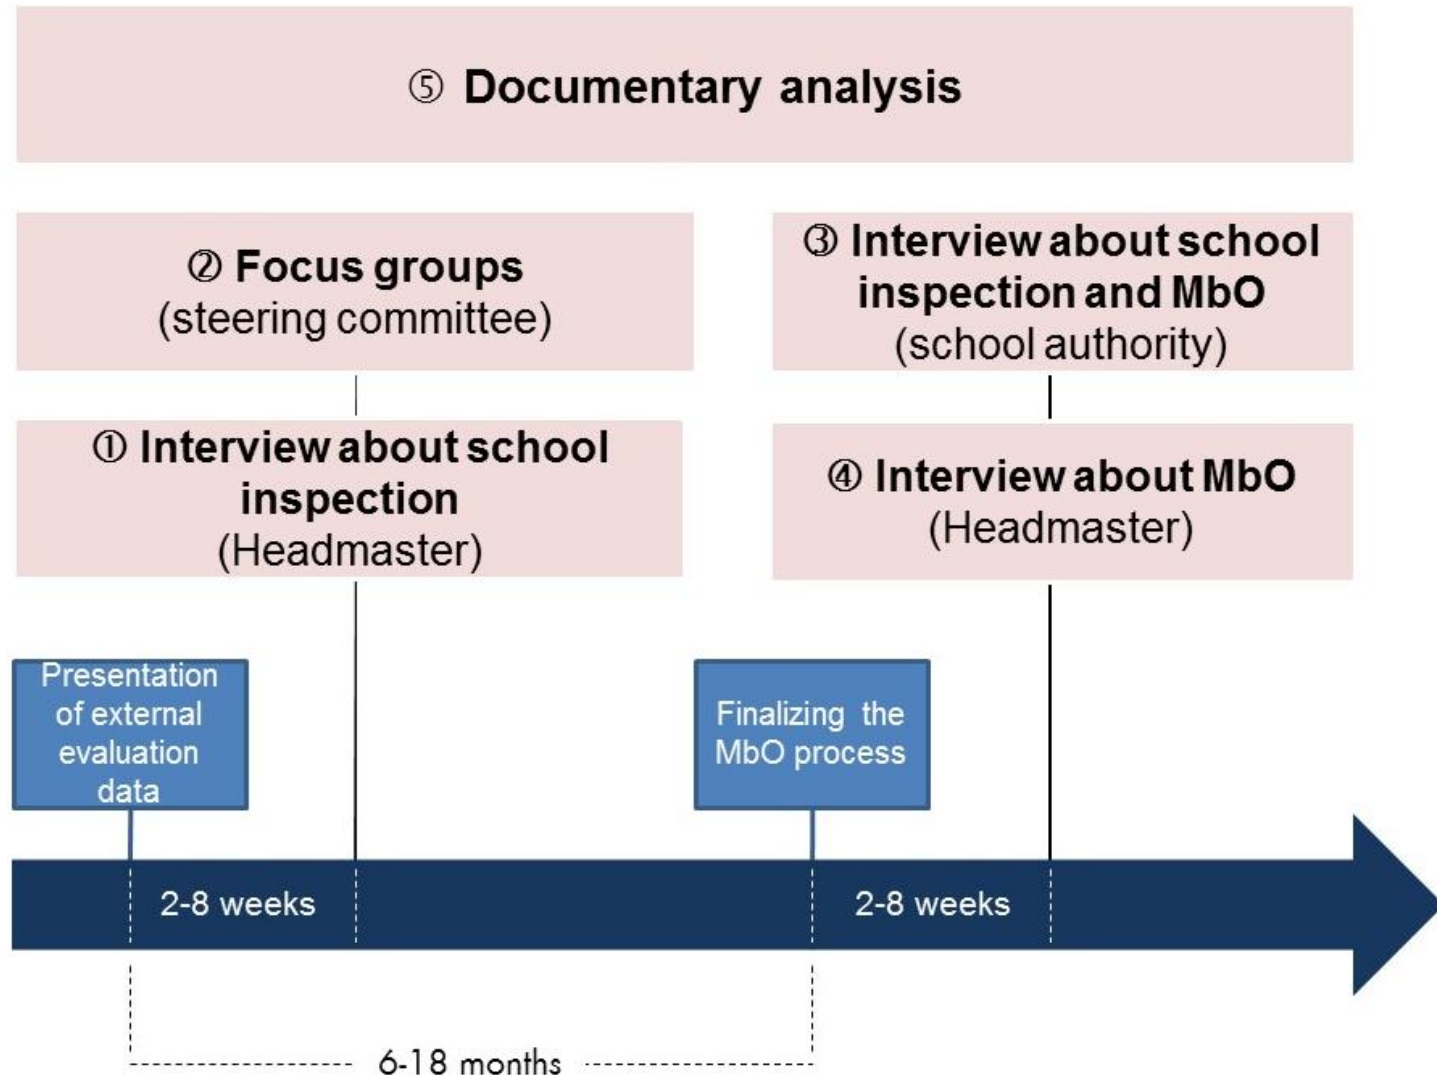 ⑤ Documentary analysis
② Focus groups
(steering committee)
③ Interview about school
inspection and MbO
(school authority)
① Interview about school
inspection
(Headmaster)
④ Interview about MbO
(Headmaster)
Presentation
of external
evaluation
data
Finalizing the
MbO process
2-8 weeks
2-8 weeks
6-18 months